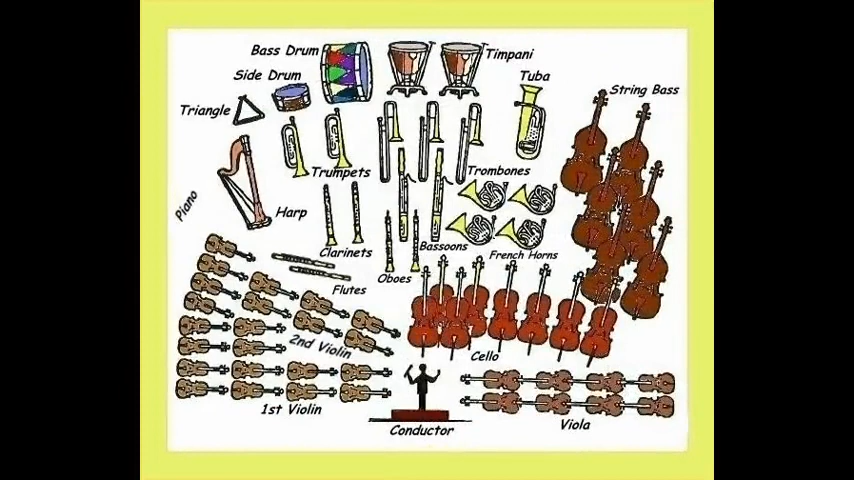 Bass Drum
Timpani
Side Drum
Tuba
String Bass
Triangle
Trumpets
Trombones
Piano
Harp
Clarinets
Bassoons
French Horns
Oboes
Flutes
2nd Violin
Cello
1st Violin
Conductor
Viola